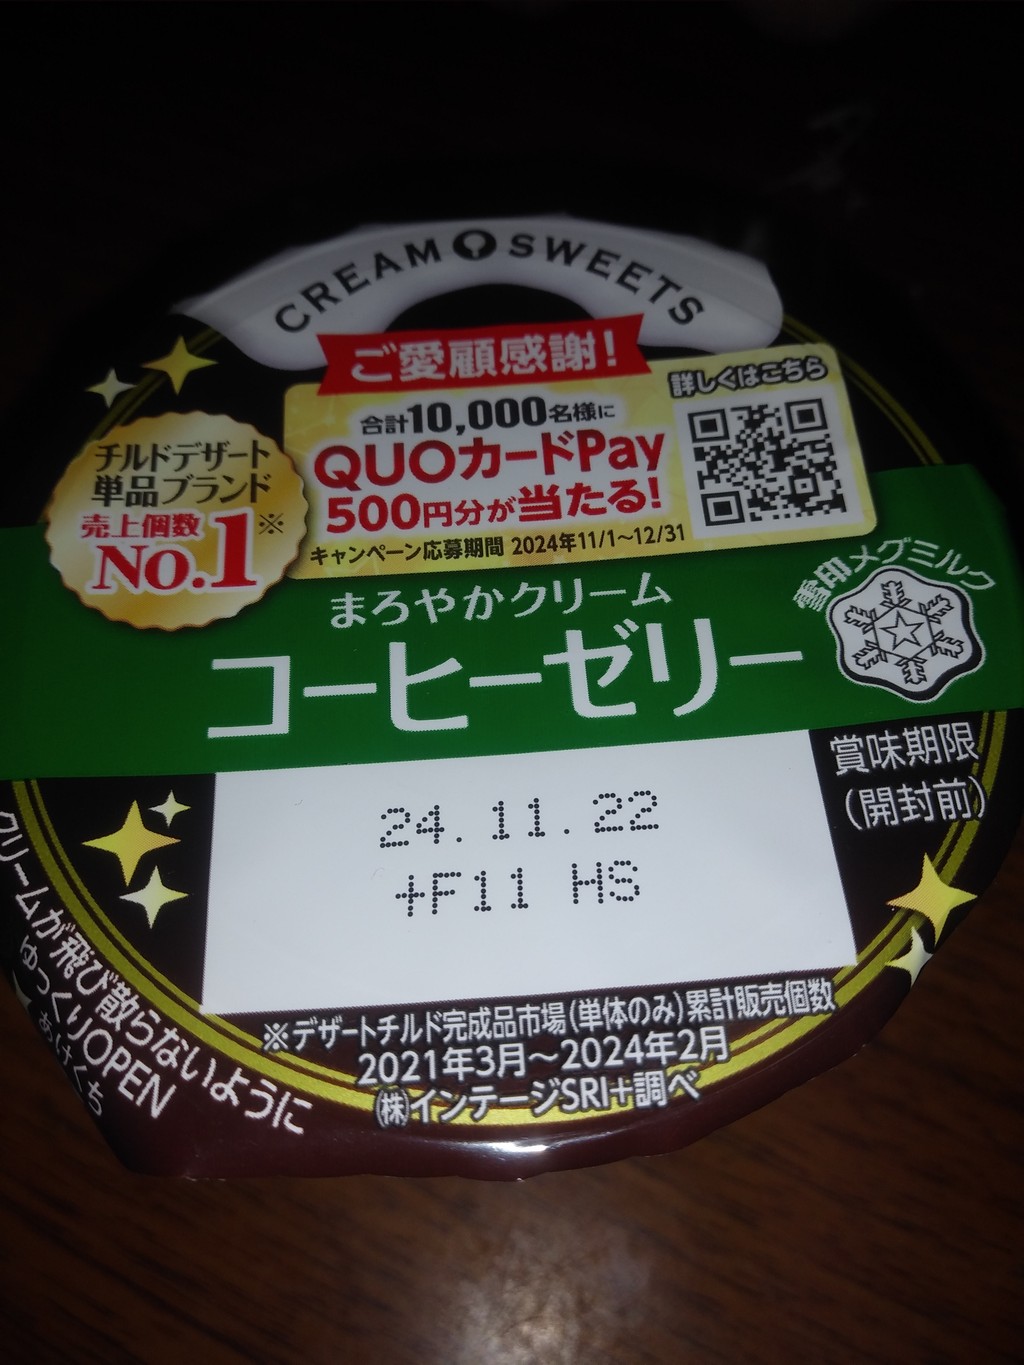 CREAM SWEETS
ご愛顧感謝!
詳しくはこちら
合計10,000名様に
QUOカードPay
500円分が当たる!
キャンペーン応募期間 2024年11/1~12/31
チルドデザート
単品ブランド
売上個数
No.1※
雪印メグミルク
まろやかクリーム
コーヒーゼリー
賞味期限
(開封前)
24.11.22
+F11 HS
クリームが飛び散らないように
ゆっくりOPEN
あけくち
※デザートチルド完成品市場(単体のみ)累計販売個数
2021年3月~2024年2月
(株)インテージSRI+調べ